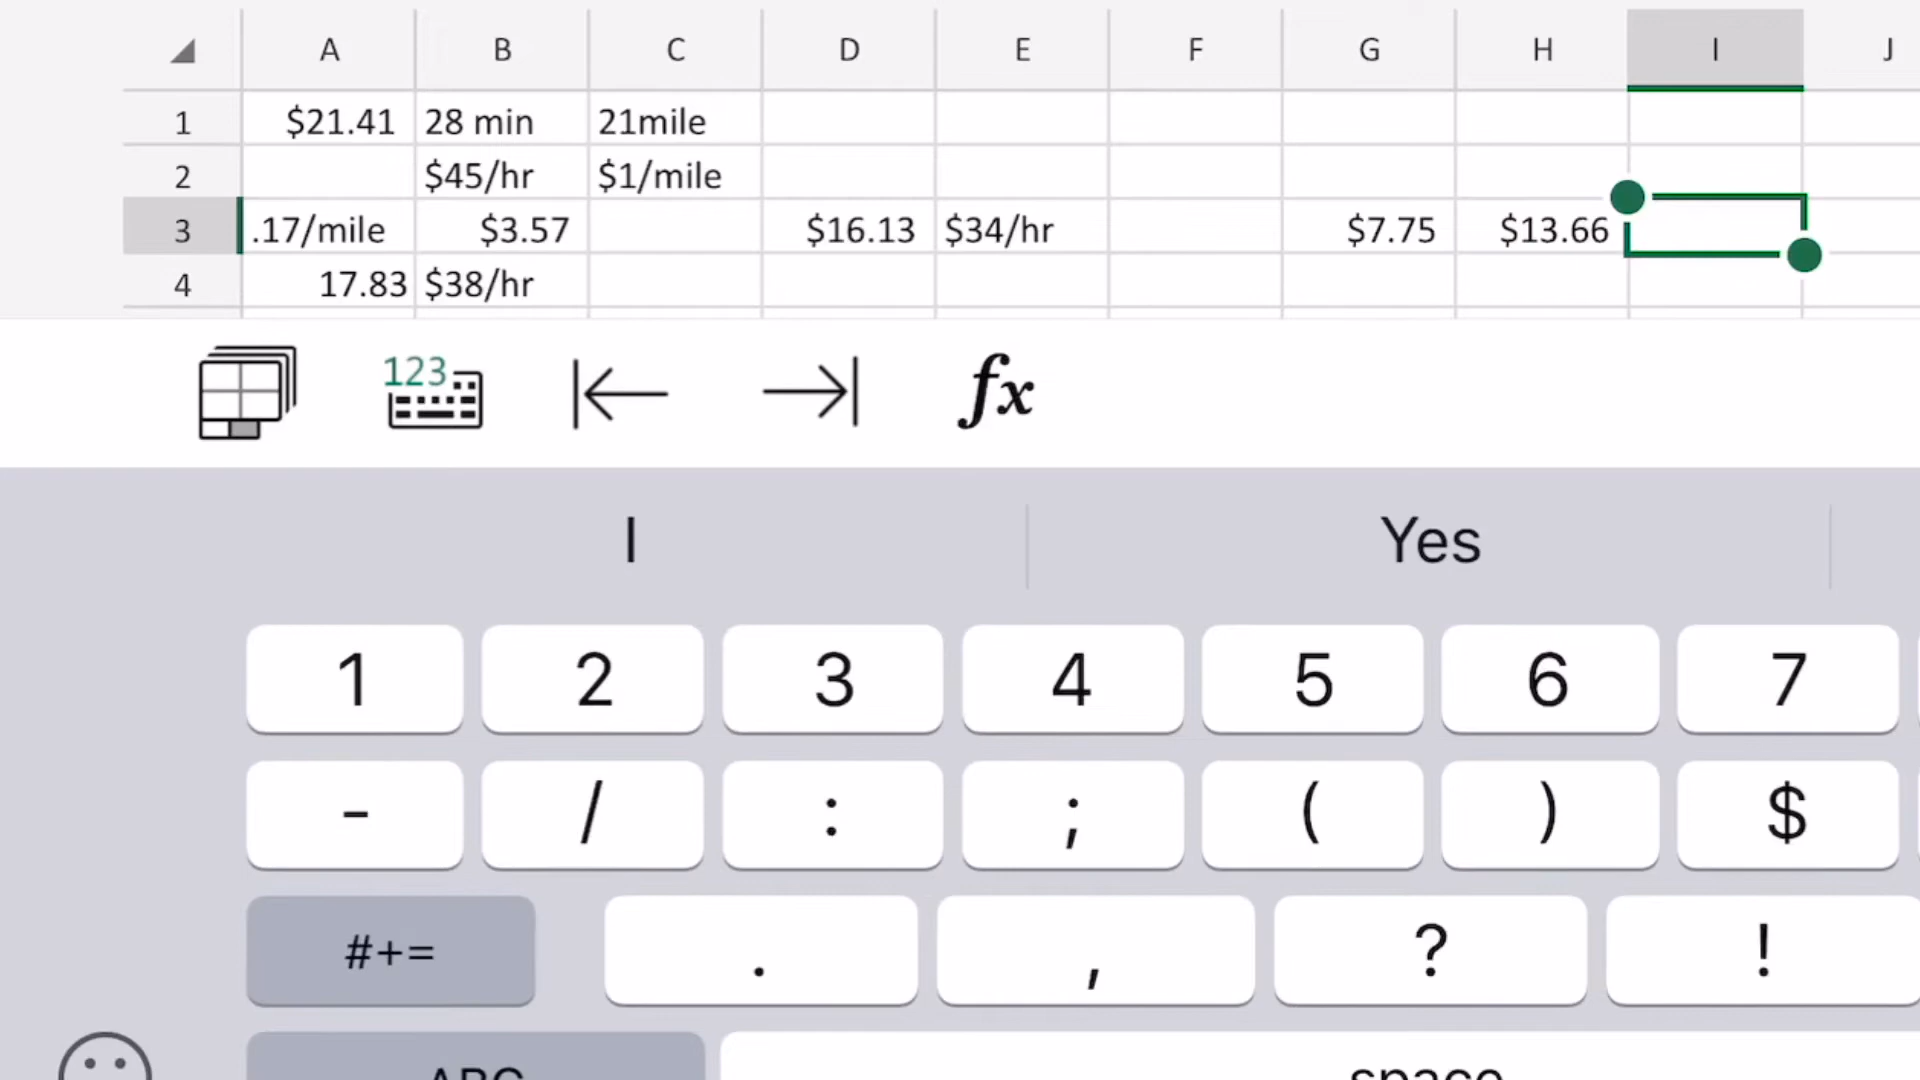 A B C D E F G H I J
1 $21.41 28 min 21mile
2 $45/hr $1/mile
3 .17/mile $3.57 $16.13 $34/hr $7.75 $13.66
4 17.83 $38/hr
123 fx
I Yes
1 2 3 4 5 6 7
- / : ; ( ) $
#+= . , ? !
ABC space